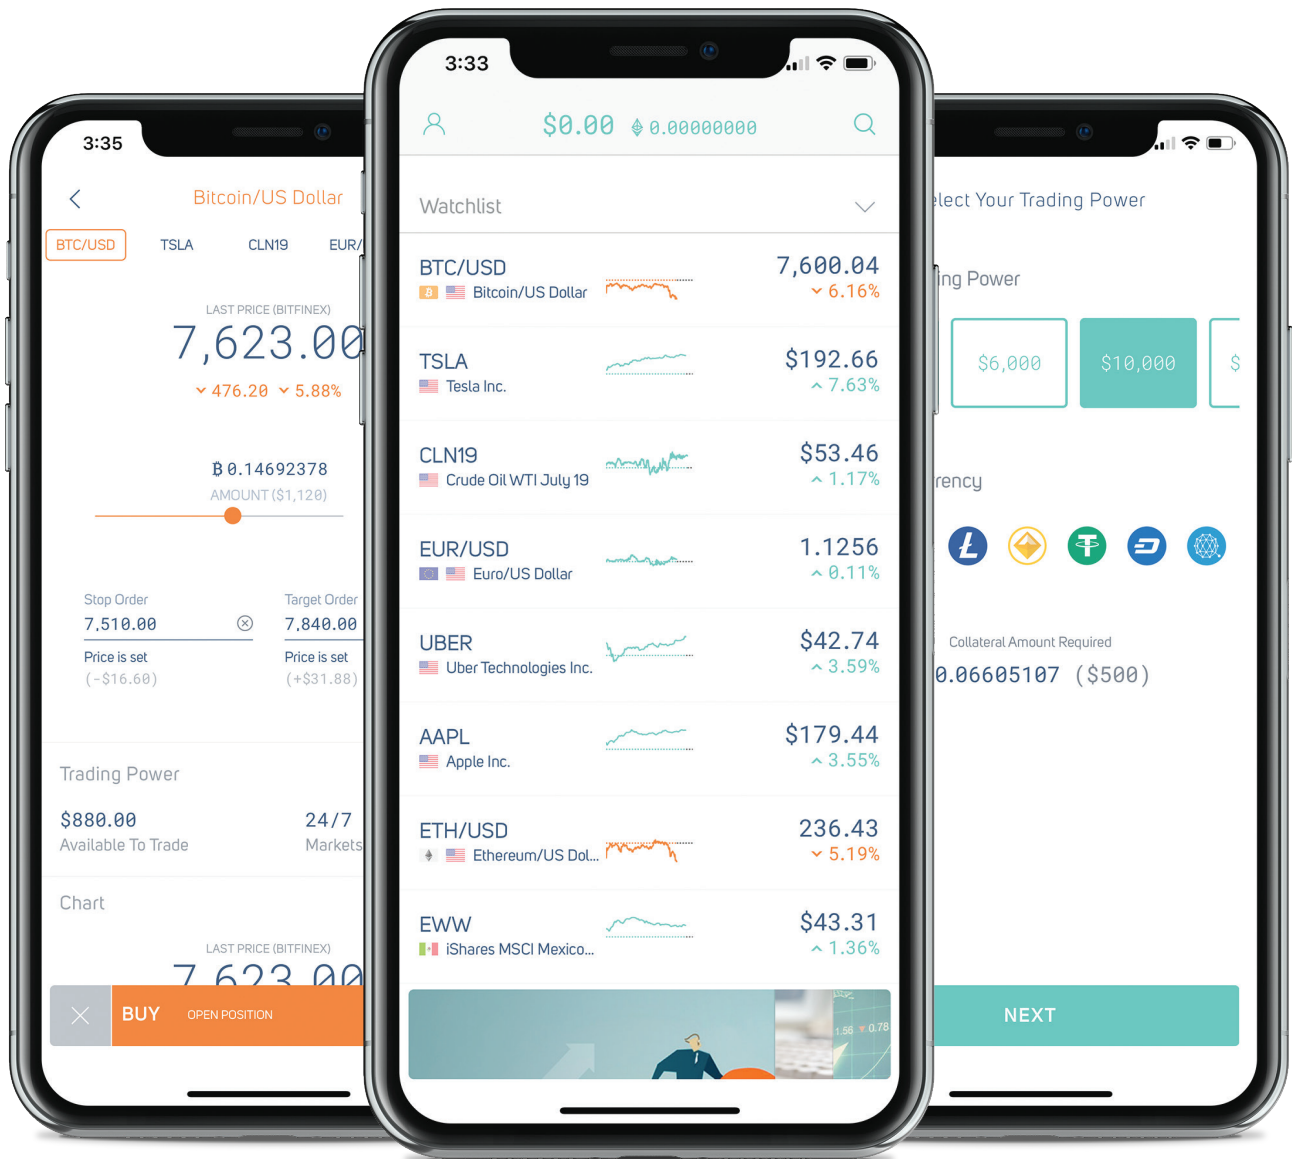 3:35
Bitcoin/US Dollar
BTC/USD TSLA CLN19 EUR/
LAST PRICE (BITFINEX)
7,623.00
476.20 5.88%
₿ 0.14692378
AMOUNT ($1,120)
Stop Order Target Order
7,510.00 7,840.00
Price is set Price is set
(-$16.60) (+$31.88)
Trading Power
$880.00 24/7
Available To Trade Markets
Chart
LAST PRICE (BITFINEX)
7,623.00
BUY OPEN POSITION
3:33
$0.00 0.00000000
Watchlist
BTC/USD 7,600.04
Bitcoin/US Dollar 6.16%
TSLA $192.66
Tesla Inc. 7.63%
CLN19 $53.46
Crude Oil WTI July 19 1.17%
EUR/USD 1.1256
Euro/US Dollar 0.11%
UBER $42.74
Uber Technologies Inc. 3.59%
AAPL $179.44
Apple Inc. 3.55%
ETH/USD 236.43
Ethereum/US Dol... 5.19%
EWW $43.31
iShares MSCI Mexico... 1.36%
1.56 0.78
lect Your Trading Power
ing Power
$6,000 $10,000 $
rency
Collateral Amount Required
0.06605107 ($500)
NEXT